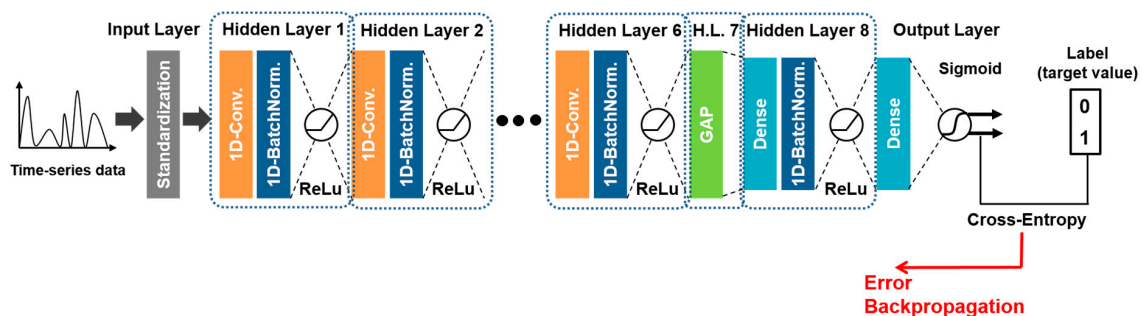 Input Layer
Hidden Layer 1
Hidden Layer 2
Hidden Layer 6
H.L. 7
Hidden Layer 8
Output Layer
Label
(target value)
Sigmoid
Time-series data
Standardization
1D-Conv.
1D-BatchNorm.
ReLu
1D-Conv.
1D-BatchNorm.
ReLu
1D-Conv.
1D-BatchNorm.
ReLu
GAP
Dense
1D-BatchNorm.
ReLu
Dense
0
1
Cross-Entropy
Error
Backpropagation